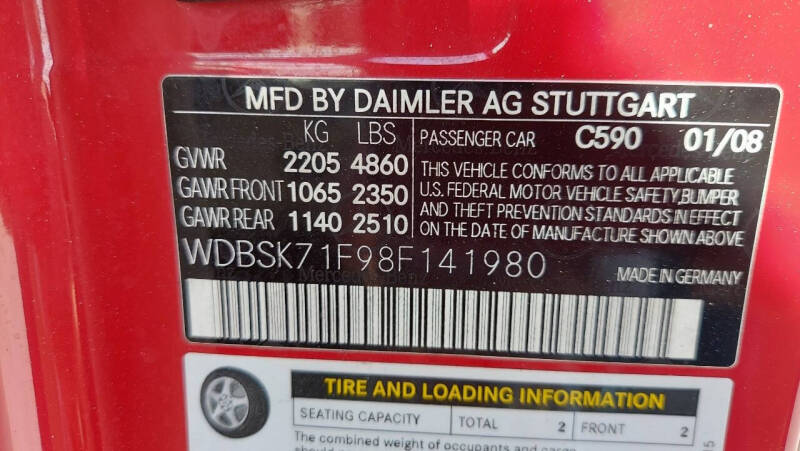 MFD BY DAIMLER AG STUTTGART
KG LBS
GVWR 2205 4860
GAWR FRONT 1065 2350
GAWR REAR 1140 2510
PASSENGER CAR C590 01/08
THIS VEHICLE CONFORMS TO ALL APPLICABLE
U.S. FEDERAL MOTOR VEHICLE SAFETY,BUMPER
AND THEFT PREVENTION STANDARDS IN EFFECT
ON THE DATE OF MANUFACTURE SHOWN ABOVE
WDBSK71F98F141980
MADE IN GERMANY
TIRE AND LOADING INFORMATION
SEATING CAPACITY TOTAL 2 FRONT 2
The combined weight of occupants and cargo